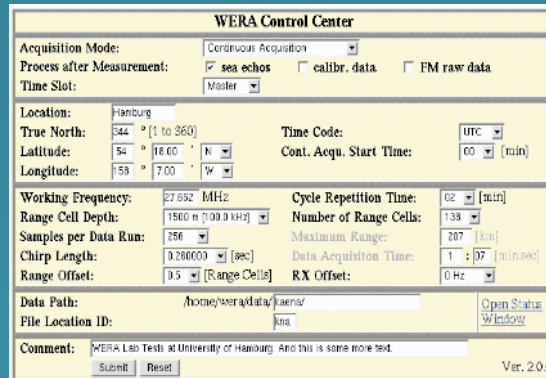 WERA Control Center
Acquisition Mode: Continuous Acquisition
Process after Measurement: sea echos calibr. data FM raw data
Time Slot: Master
Location: Hamburg
True North: 344 ° [1 to 360] Time Code: UTC
Latitude: 54 ° 18.00 ' N Cont. Acqu. Start Time: 00 [min]
Longitude: 158 ° 7.00 ' W
Working Frequency: 27.652 MHz Cycle Repetition Time: 02 [min]
Range Cell Depth: 1500 m [100.0 kHz] Number of Range Cells: 138
Samples per Data Run: 256 Maximum Range: 207 [km]
Chirp Length: 0.260000 [sec] Data Acquisiton Time: 1 : 07 [min:sec]
Range Offset: 0.5 [Range Cells] RX Offset: 0 Hz
Data Path: /home/wera/data/ kaena/ Open Status
File Location ID: kna Window
Comment: WERA Lab Tests at University of Hamburg. And this is some more text.
Submit Reset Ver. 2.0